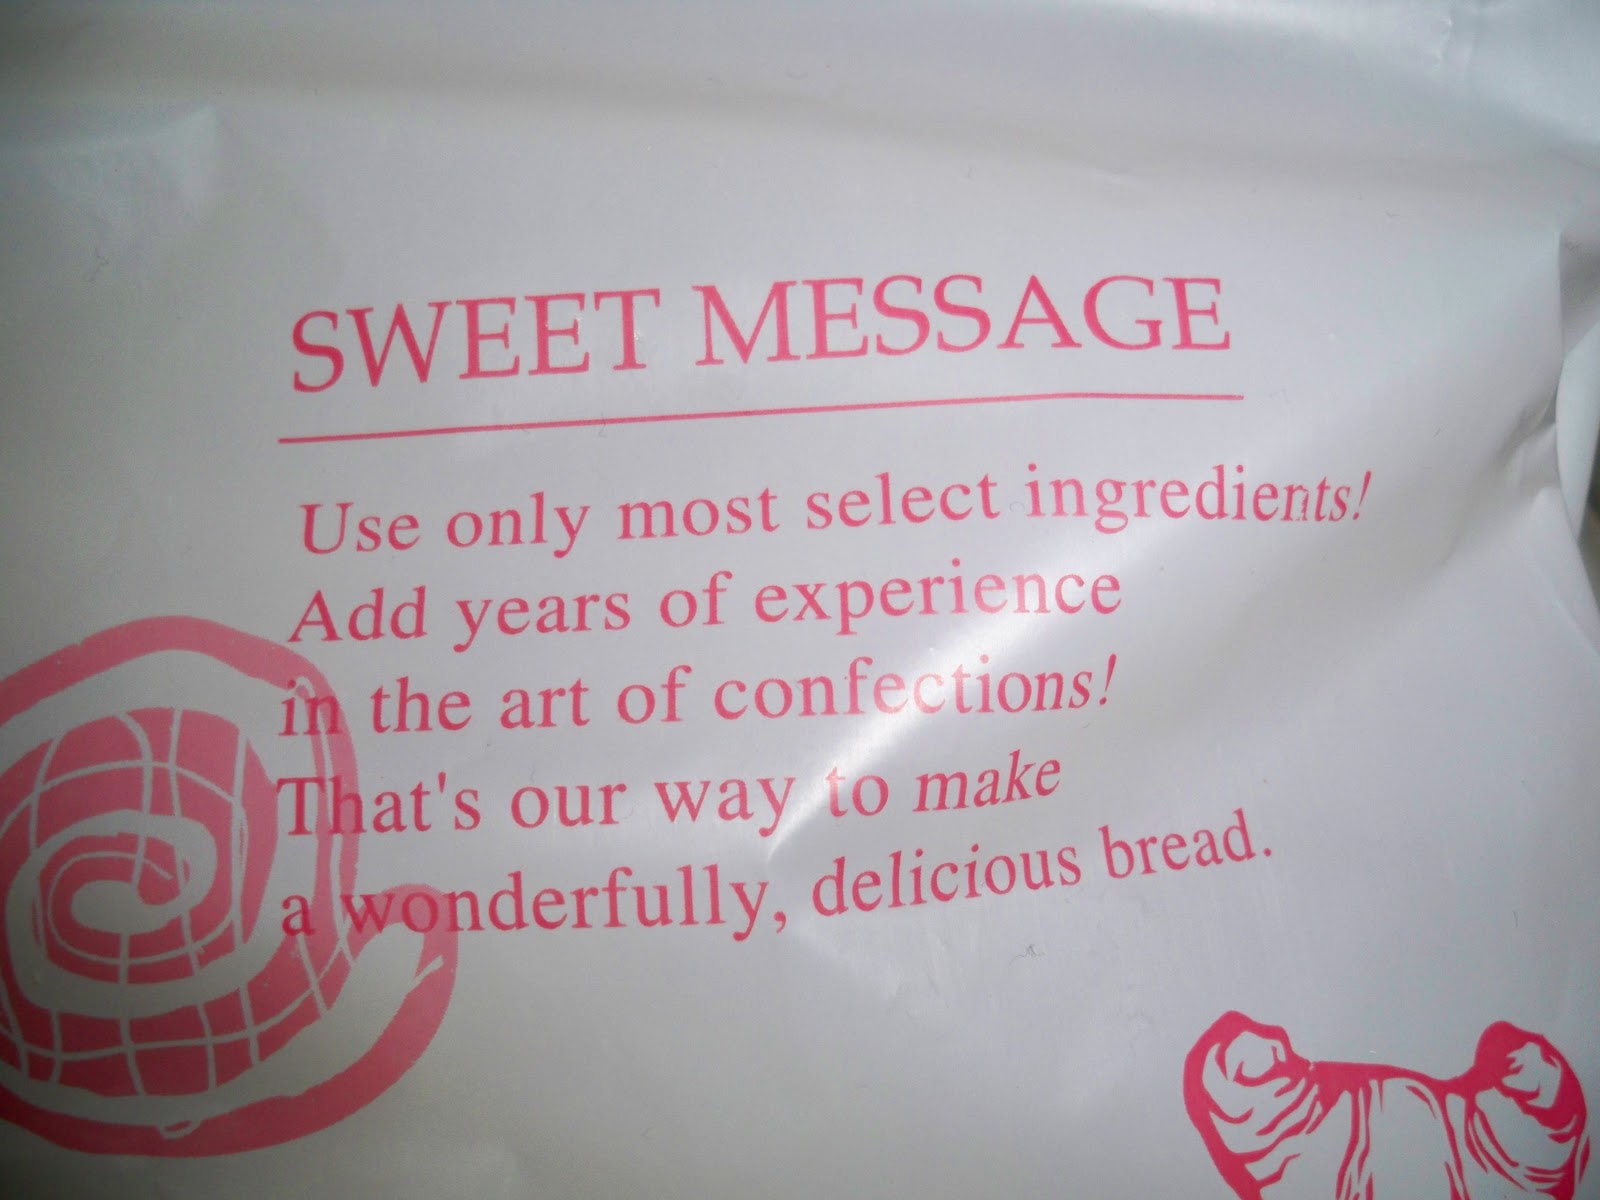 SWEET MESSAGE
Use only most select ingredients!
Add years of experience
in the art of confections!
That's our way to make
a wonderfully, delicious bread.